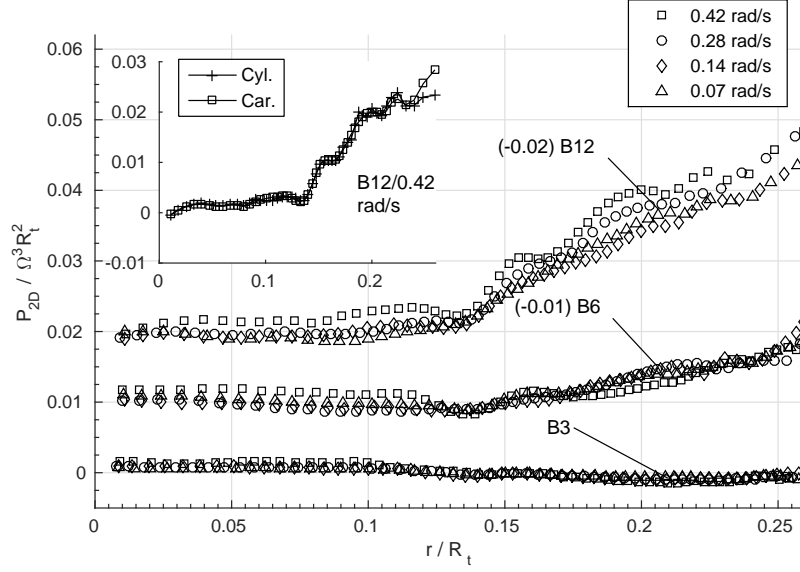 0.42 rad/s
0.28 rad/s
0.14 rad/s
0.07 rad/s
0.06
0.05
0.04
0.03
0.02
0.01
0
P2D / Ω³Rt²
0.03
0.02
0.01
0
-0.01
Cyl.
Car.
B12/0.42
rad/s
0
0.1
0.2
(-0.02) B12
(-0.01) B6
B3
0
0.05
0.1
0.15
0.2
0.25
r / Rt